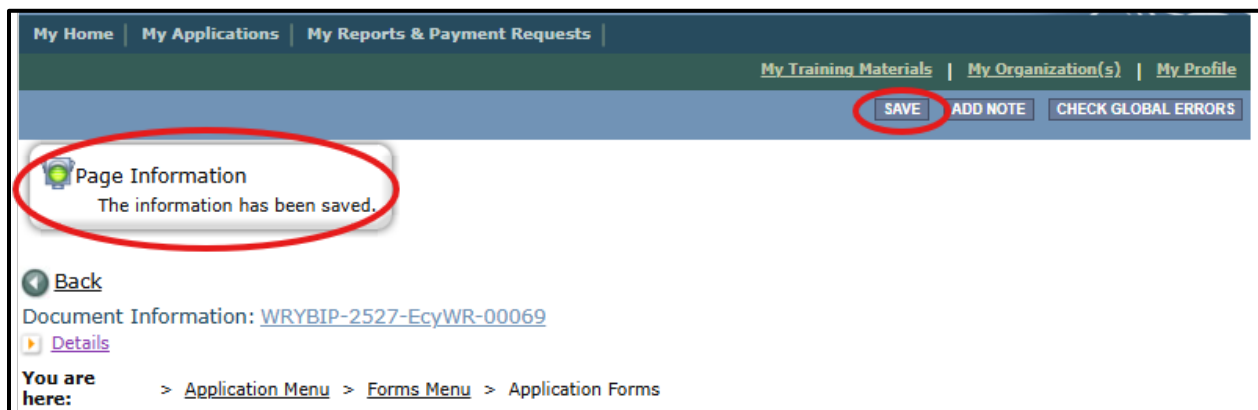 My Home | My Applications | My Reports & Payment Requests |
My Training Materials | My Organization(s) | My Profile
SAVE ADD NOTE CHECK GLOBAL ERRORS
Page Information
The information has been saved.
Back
Document Information: WRYBIP-2527-EcyWR-00069
Details
You are here: > Application Menu > Forms Menu > Application Forms